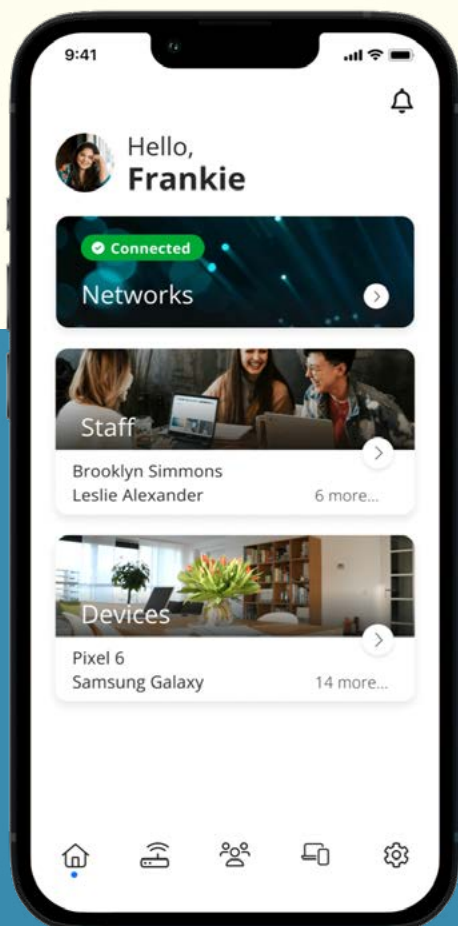 9:41
Hello,
Frankie
Connected
Networks
Staff
Brooklyn Simmons
Leslie Alexander 6 more...
Devices
Pixel 6
Samsung Galaxy 14 more...